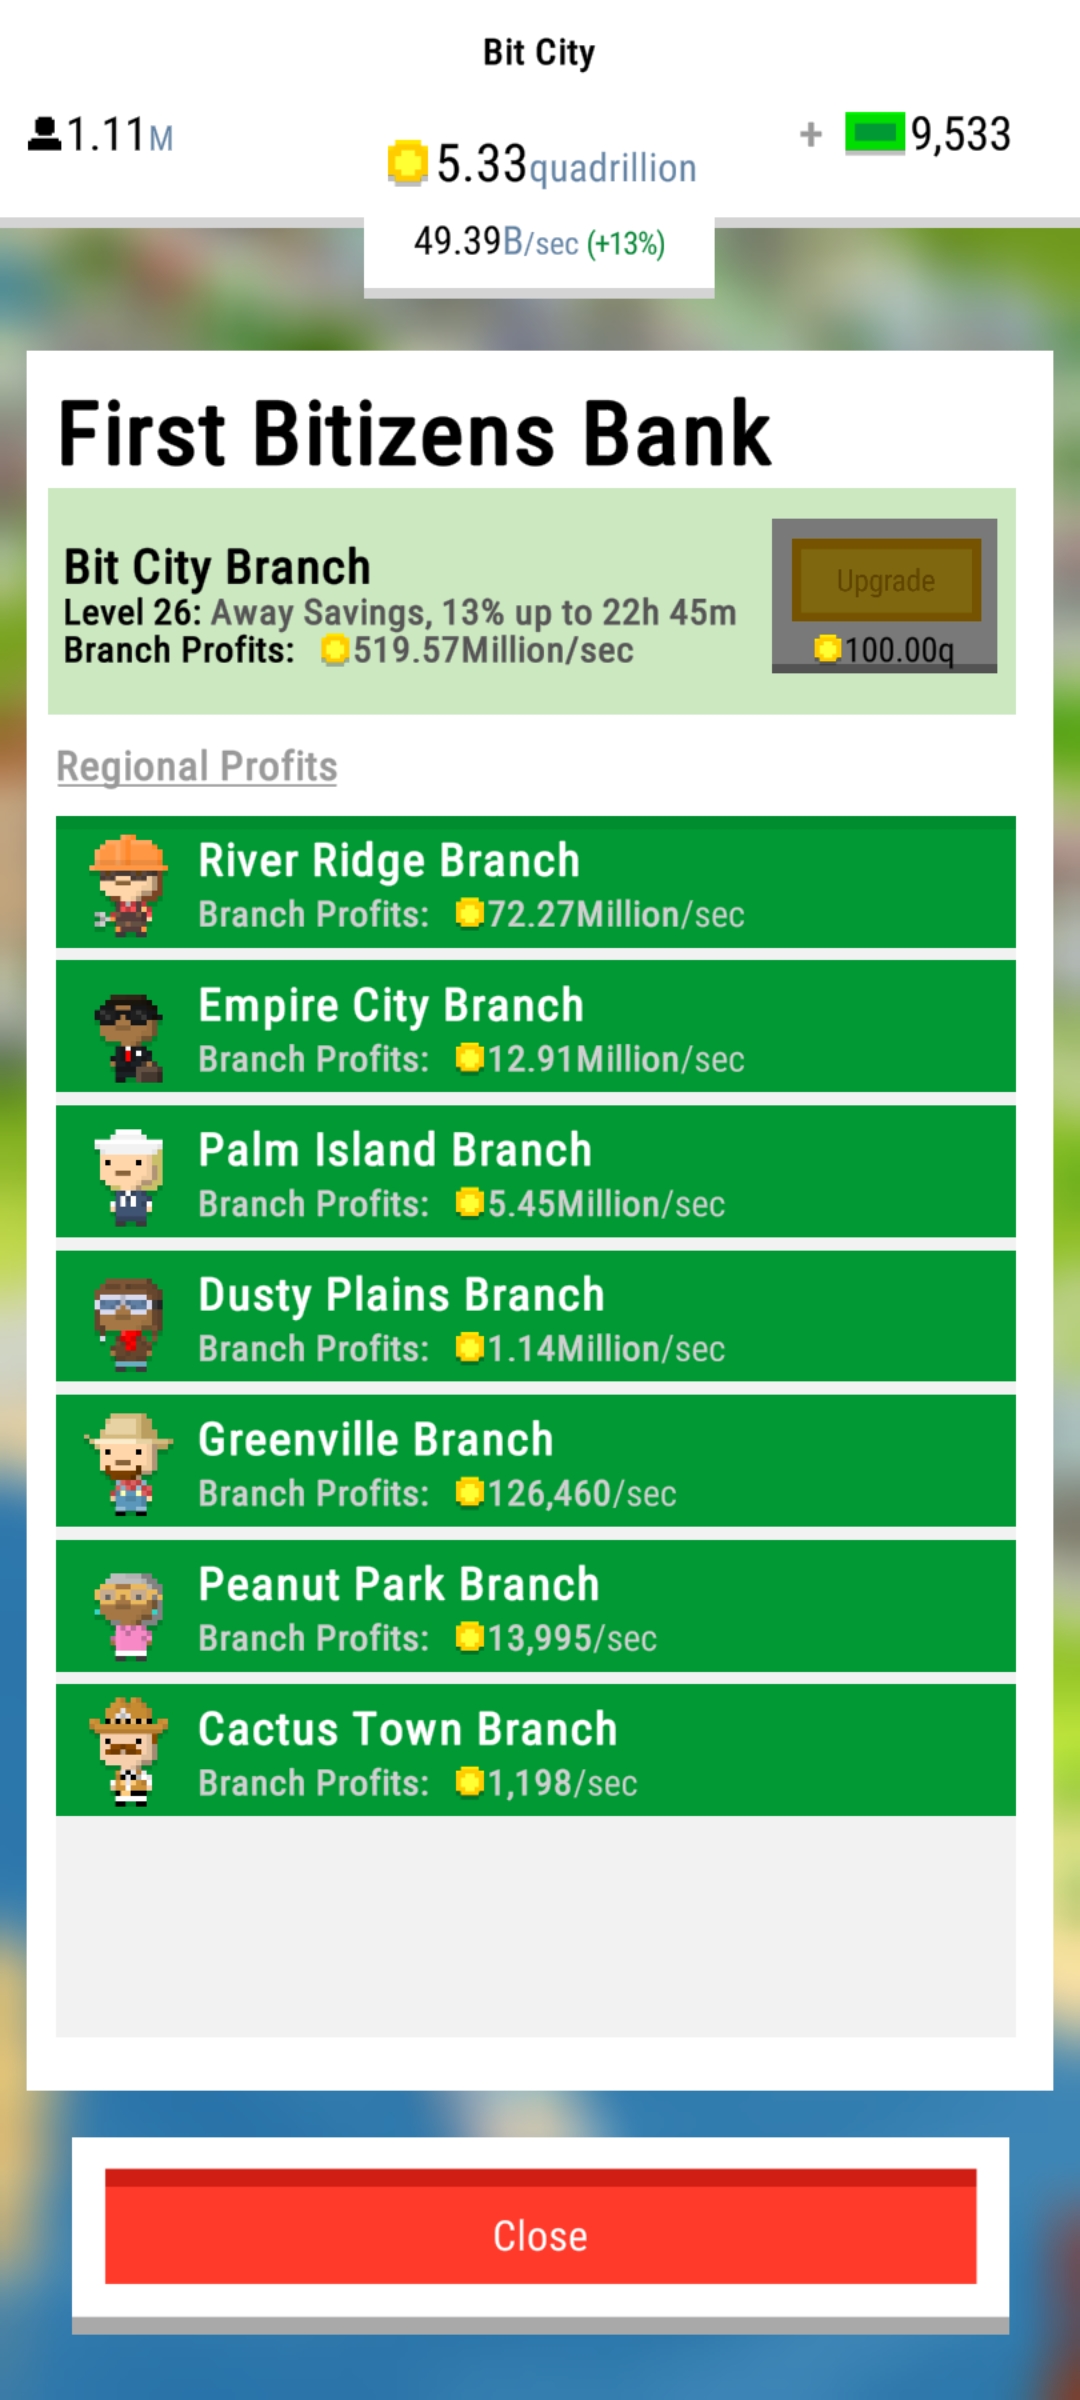 Bit City
1.11M
+ 9,533
5.33quadrillion
49.39B/sec (+13%)
First Bitizens Bank
Bit City Branch
Level 26: Away Savings, 13% up to 22h 45m
Branch Profits: 519.57Million/sec
Upgrade
100.00q
Regional Profits
River Ridge Branch
Branch Profits: 72.27Million/sec
Empire City Branch
Branch Profits: 12.91Million/sec
Palm Island Branch
Branch Profits: 5.45Million/sec
Dusty Plains Branch
Branch Profits: 1.14Million/sec
Greenville Branch
Branch Profits: 126,460/sec
Peanut Park Branch
Branch Profits: 13,995/sec
Cactus Town Branch
Branch Profits: 1,198/sec
Close